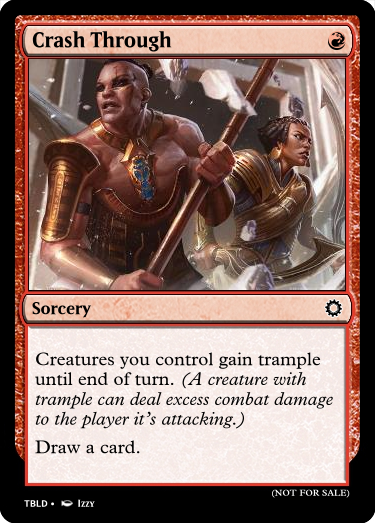 Crash Through
Sorcery
Creatures you control gain trample
until end of turn. (A creature with
trample can deal excess combat damage
to the player it's attacking.)
Draw a card.
(NOT FOR SALE)
TBLD • Izzy